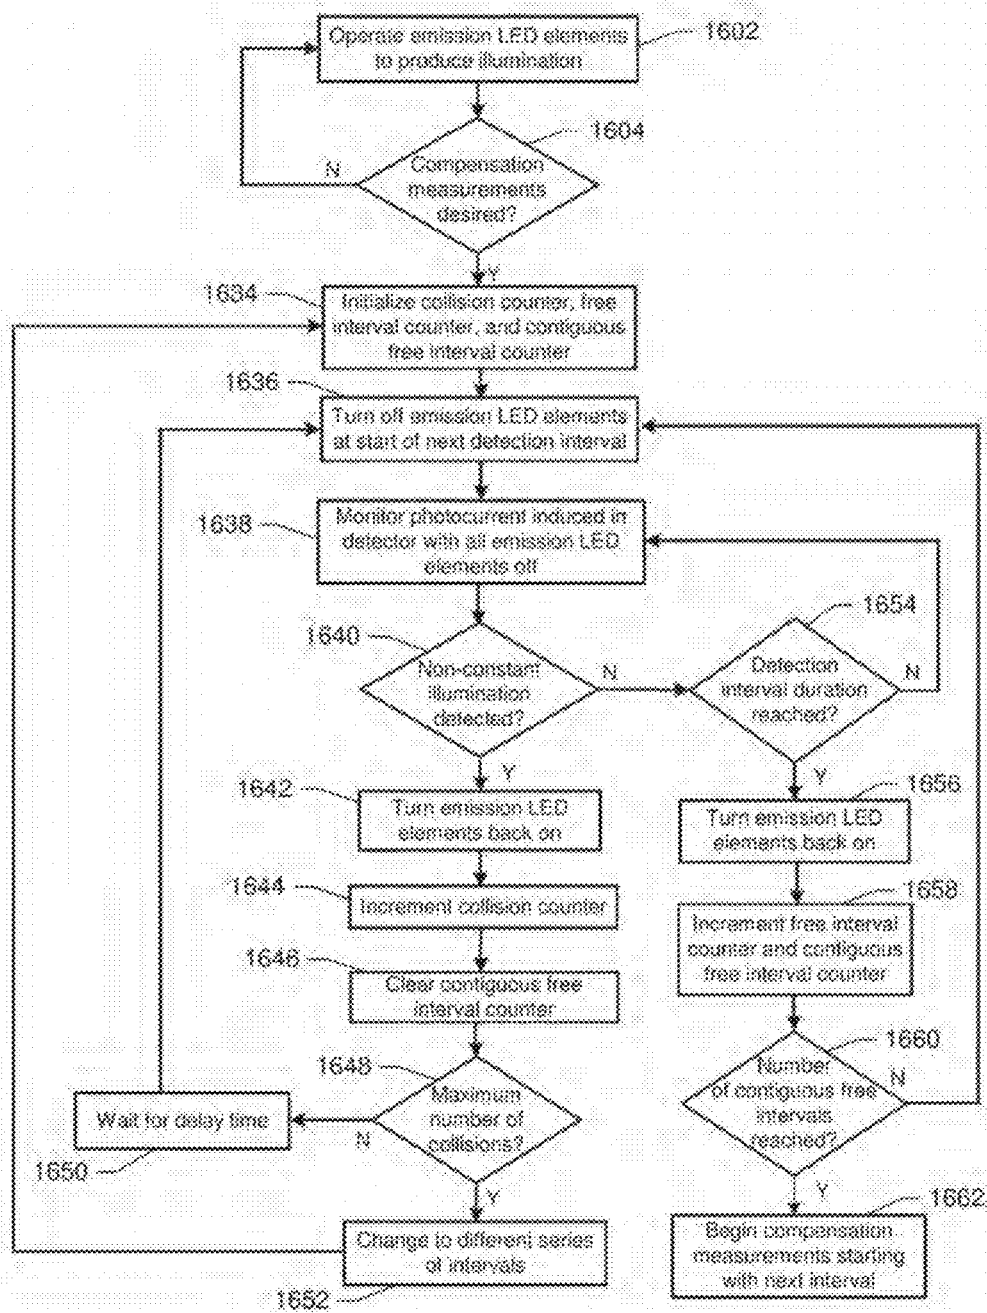 Operate emission LED elements
to produce illumination
1602
1604
N
Compensation
measurements
desired?
Y
1634
Initialize collision counter, free
interval counter, and contiguous
free interval counter
1636
Turn off emission LED elements
at start of next detection interval
1638
Monitor photocurrent induced in
detector with all emission LED
elements off
1640
Non-constant
illumination
detected?
N
1654
Detection
interval duration
reached?
N
Y
Y
1642
Turn emission LED
elements back on
1656
Turn emission LED
elements back on
1644
Increment collision counter
1658
Increment free interval
counter and contiguous
free interval counter
1646
Clear contiguous free
interval counter
1648
Maximum
number of
collisions?
N
Y
1660
Number
of contiguous free
intervals
reached?
N
Y
Wait for delay time
1650
Change to different series
of intervals
1652
1662
Begin compensation
measurements starting
with next interval